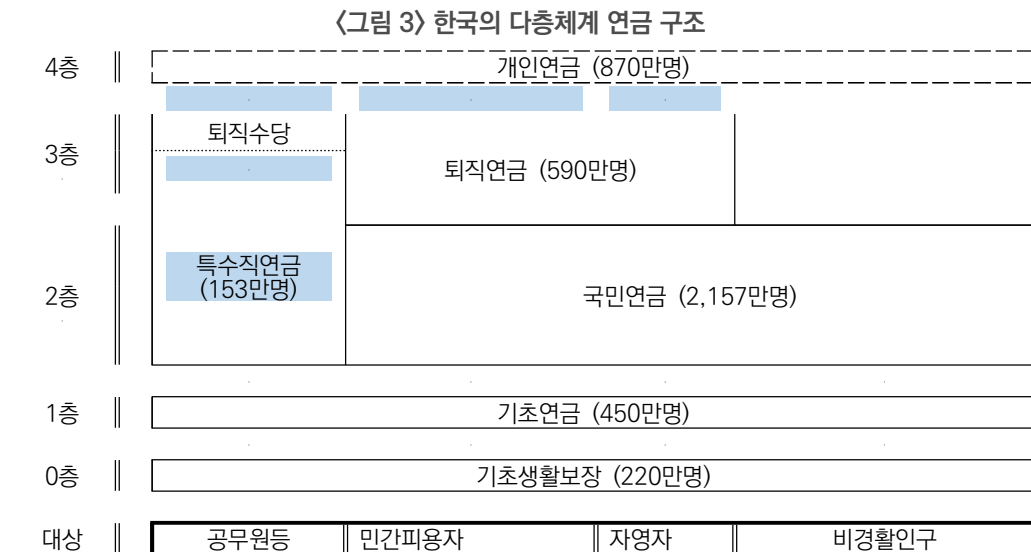 〈그림 3〉 한국의 다층체계 연금 구조
4층 개인연금 (870만명)
퇴직수당
3층 퇴직연금 (590만명)
특수직연금
(153만명)
2층 국민연금 (2,157만명)
1층 기초연금 (450만명)
0층 기초생활보장 (220만명)
대상 공무원등 민간피용자 자영자 비경활인구